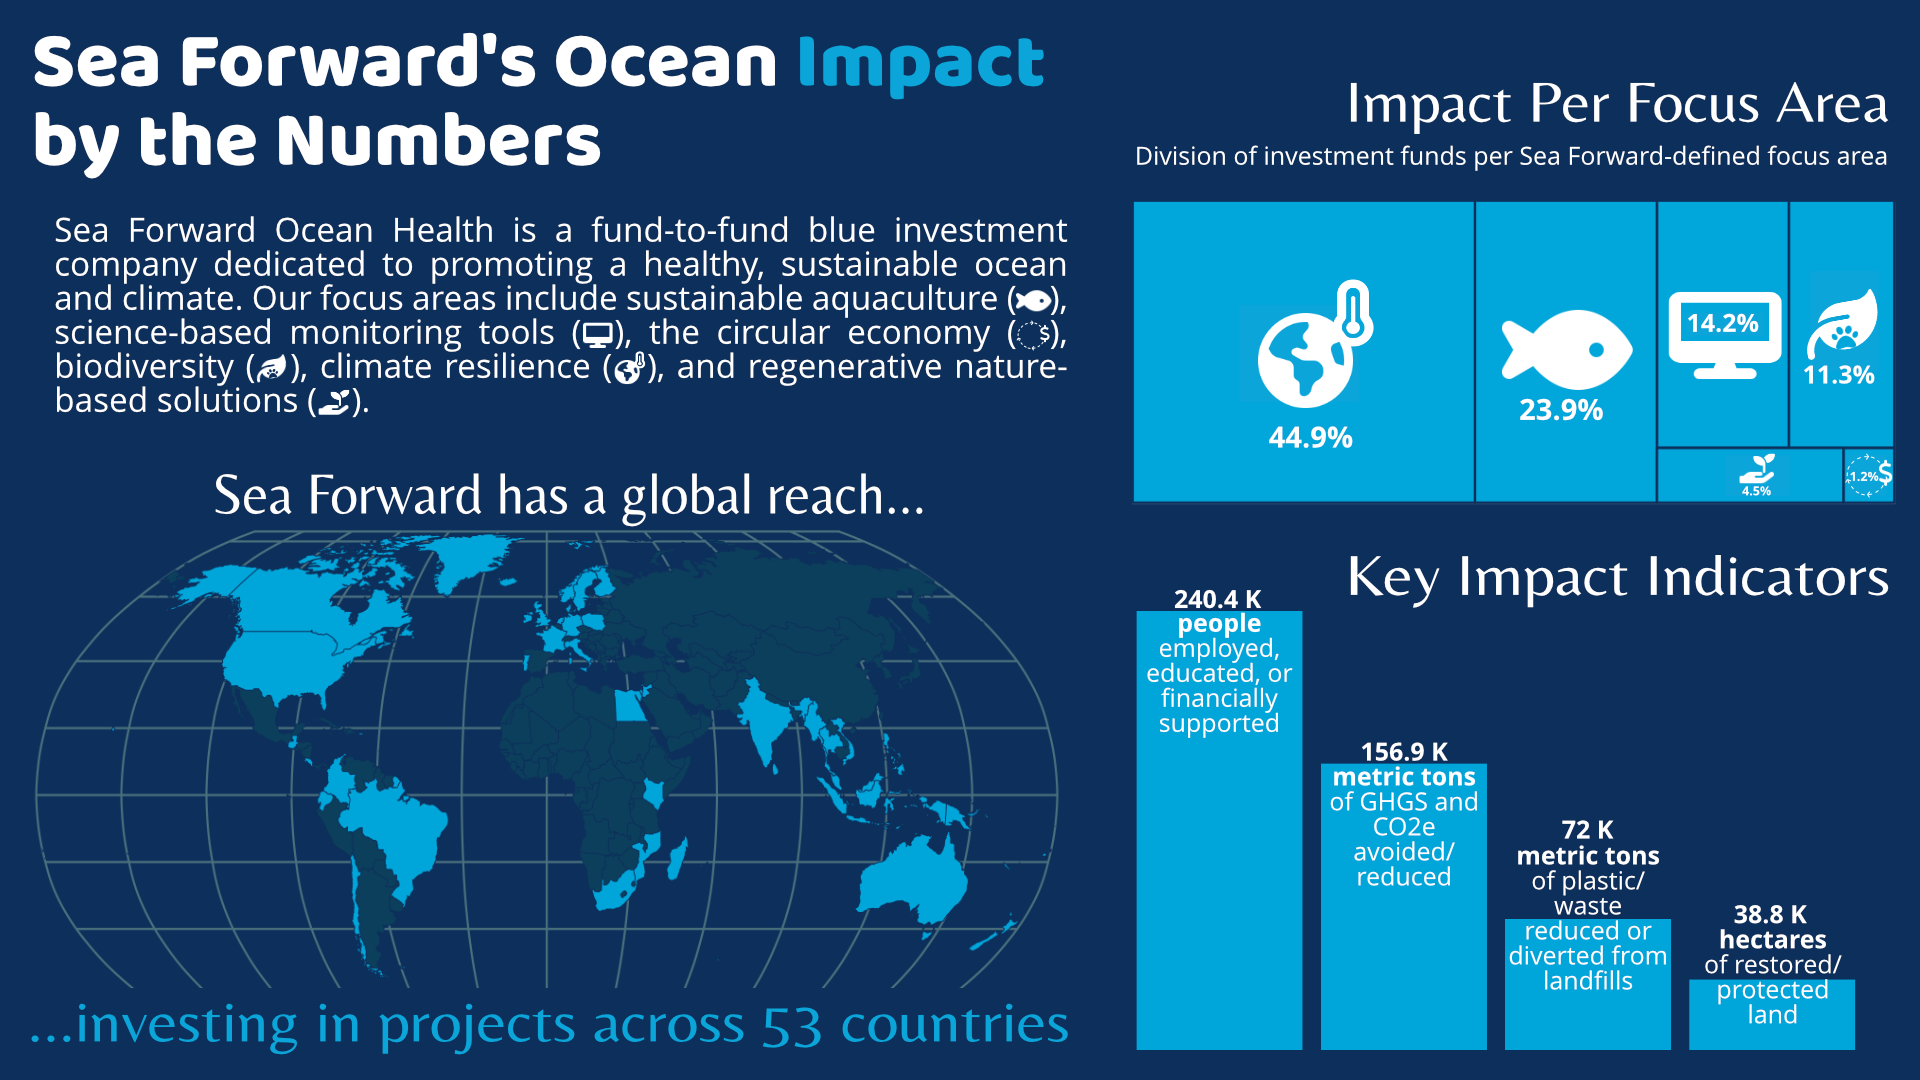 Sea Forward's Ocean Impact
by the Numbers
Sea Forward Ocean Health is a fund-to-fund blue investment
company dedicated to promoting a healthy, sustainable ocean
and climate. Our focus areas include sustainable aquaculture (),
science-based monitoring tools (), the circular economy ($),
biodiversity (), climate resilience (), and regenerative nature-
based solutions ().
Sea Forward has a global reach...
...investing in projects across 53 countries
Impact Per Focus Area
Division of investment funds per Sea Forward-defined focus area
44.9%
23.9%
14.2%
11.3%
4.5%
1.2%$
Key Impact Indicators
240.4 K
people
employed,
educated, or
financially
supported
156.9 K
metric tons
of GHGS and
CO2e
avoided/
reduced
72 K
metric tons
of plastic/
waste
reduced or
diverted from
landfills
38.8 K
hectares
of restored/
protected
land